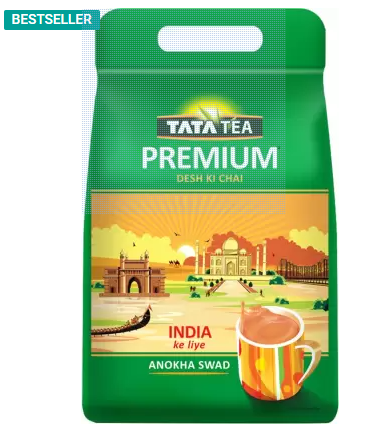 BESTSELLER
TATA TEA
PREMIUM
DESH KI CHAI
INDIA
ke liye
ANOKHA SWAD